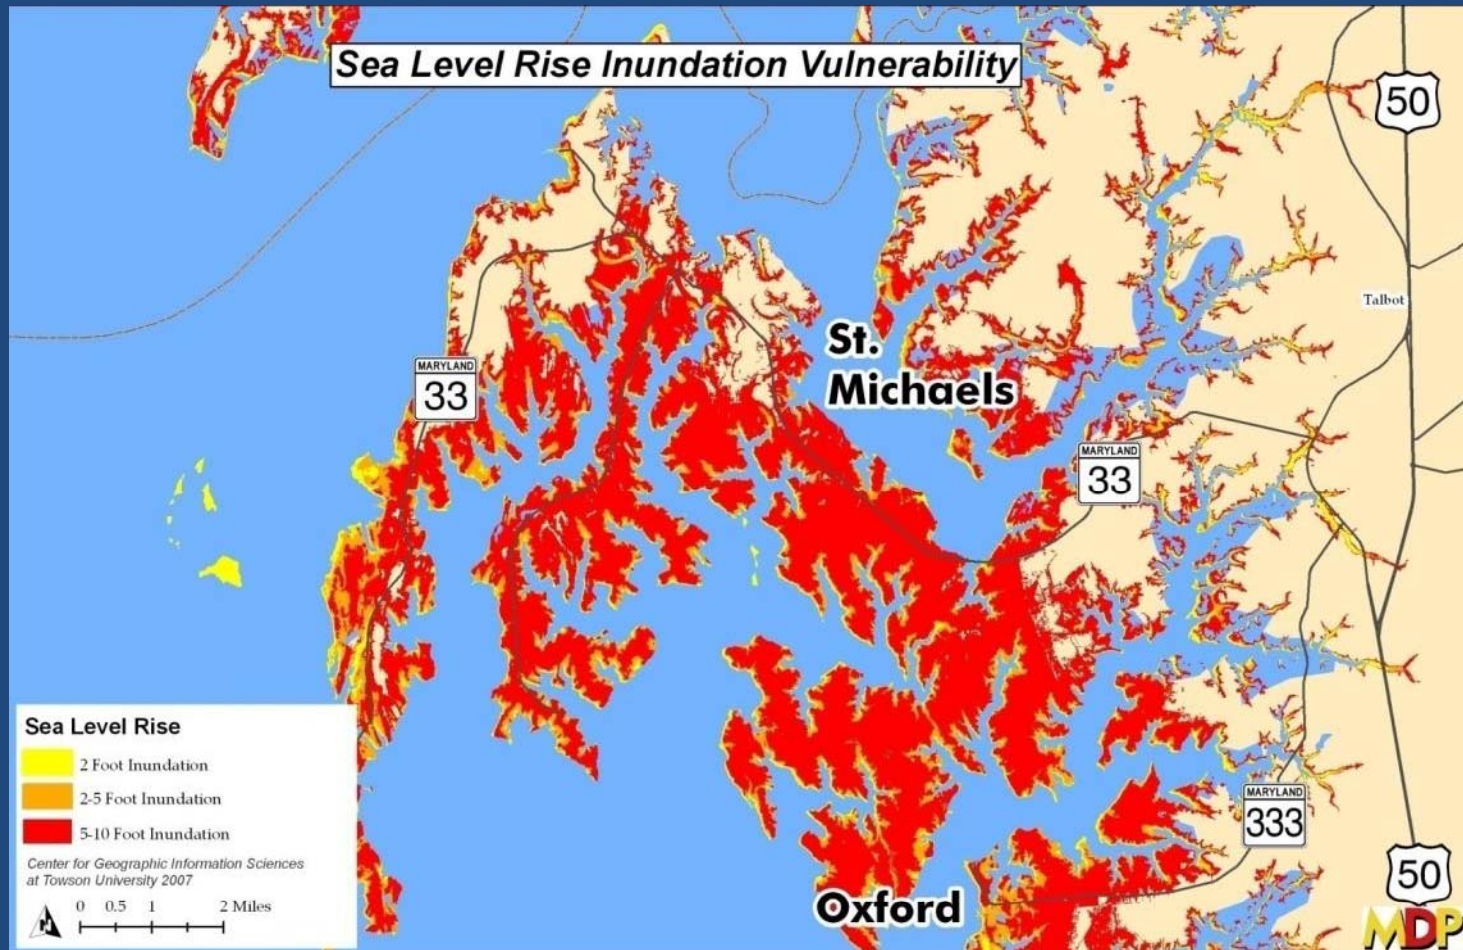 Sea Level Rise Inundation Vulnerability
50
Talbot
St.
Michaels
MARYLAND
33
MARYLAND
33
MARYLAND
333
Oxford
50
MDP
Sea Level Rise
2 Foot Inundation
2-5 Foot Inundation
5-10 Foot Inundation
Center for Geographic Information Sciences
at Towson University 2007
N
0 0.5 1 2 Miles